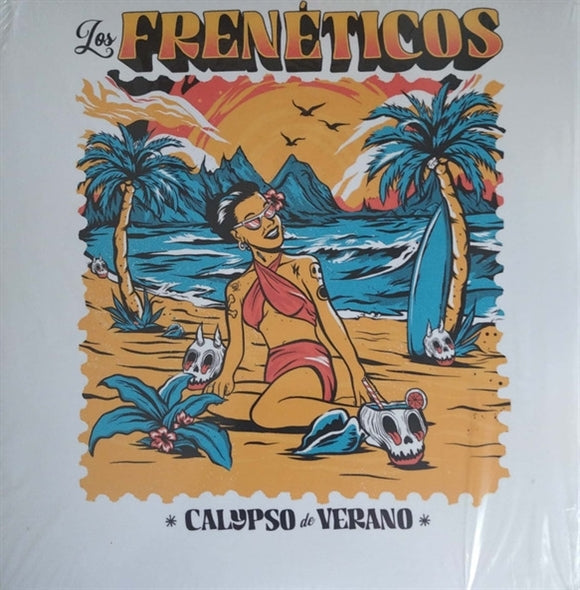 Los FRENÉTICOS
* CALYPSO de VERANO *